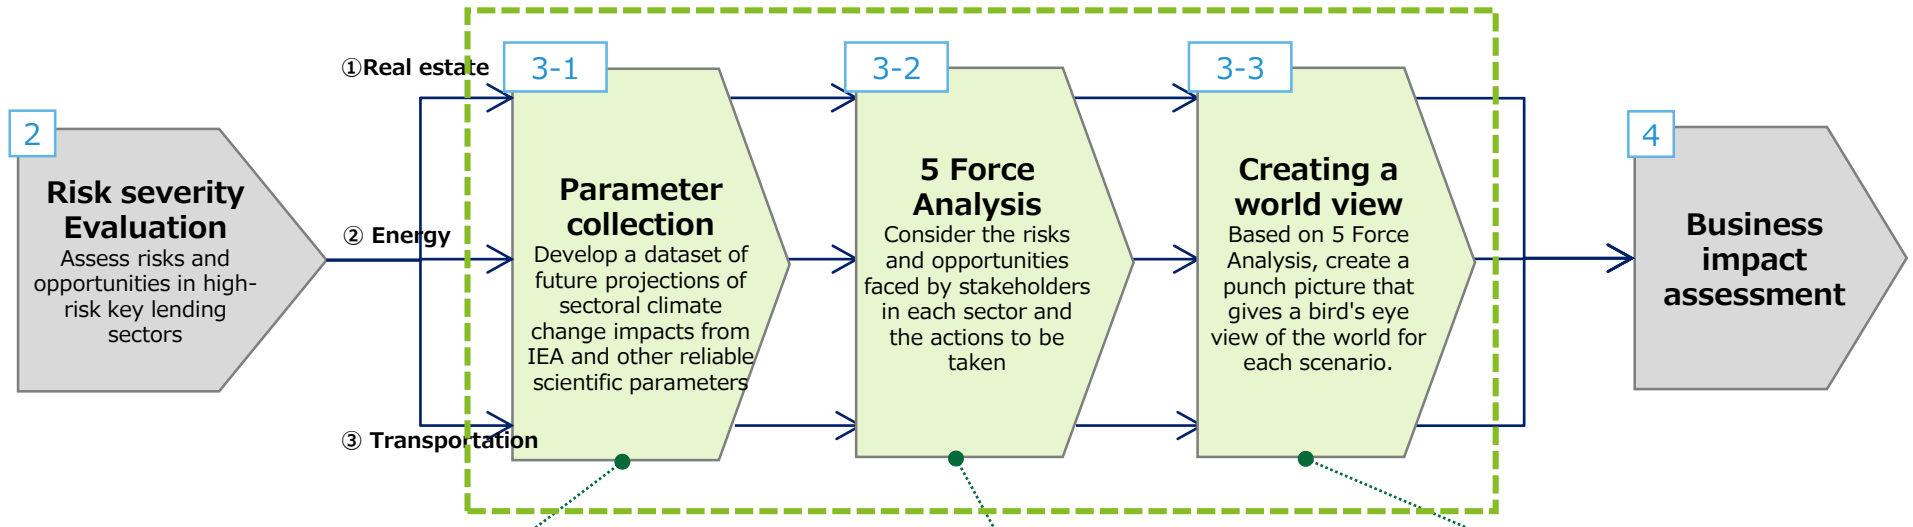 2
Risk severity
Evaluation
Assess risks and
opportunities in high-
risk key lending
sectors
①Real estate
② Energy
③ Transportation
3-1
Parameter
collection
Develop a dataset of
future projections of
sectoral climate
change impacts from
IEA and other reliable
scientific parameters
3-2
5 Force
Analysis
Consider the risks
and opportunities
faced by stakeholders
in each sector and
the actions to be
taken
3-3
Creating a
world view
Based on 5 Force
Analysis, create a
punch picture that
gives a bird's eye
view of the world for
each scenario.
4
Business
impact
assessment